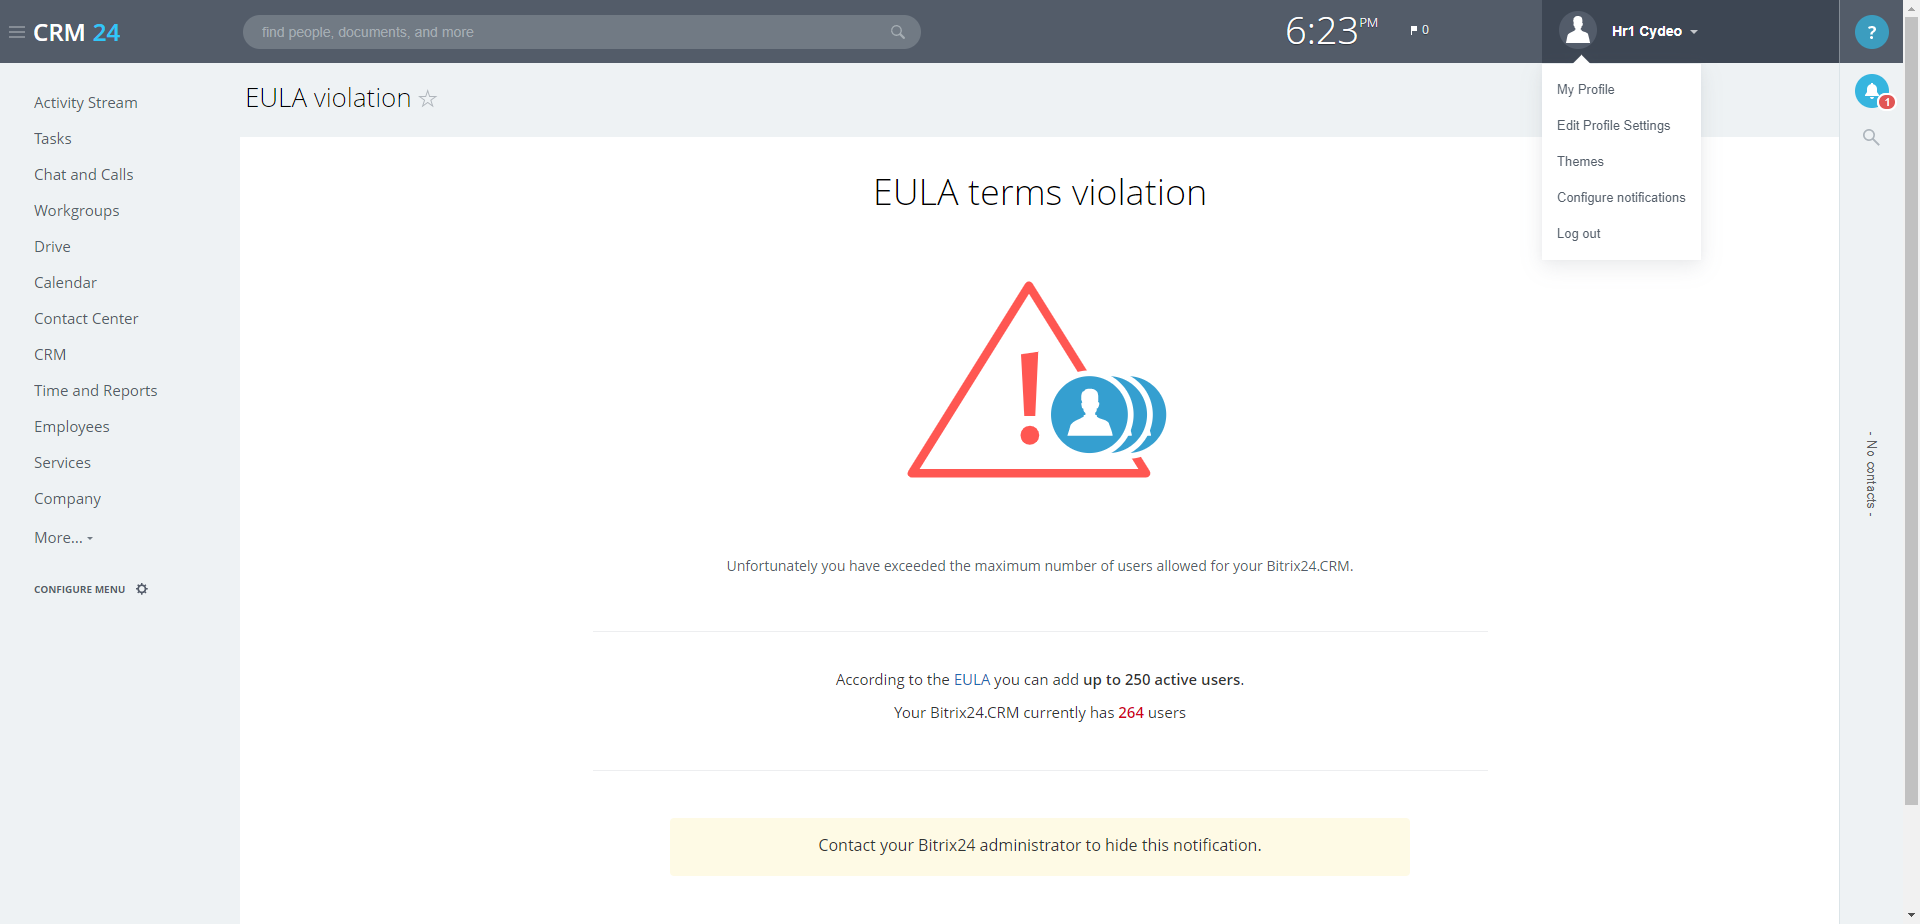 CRM 24
find people, documents, and more
6:23 PM
0
Hr1 Cydeo
?
My Profile
Edit Profile Settings
Themes
Configure notifications
Log out
1
- No contacts -
Activity Stream
Tasks
Chat and Calls
Workgroups
Drive
Calendar
Contact Center
CRM
Time and Reports
Employees
Services
Company
More...
CONFIGURE MENU
EULA violation
EULA terms violation
!
Unfortunately you have exceeded the maximum number of users allowed for your Bitrix24.CRM.
According to the EULA you can add up to 250 active users.
Your Bitrix24.CRM currently has 264 users
Contact your Bitrix24 administrator to hide this notification.